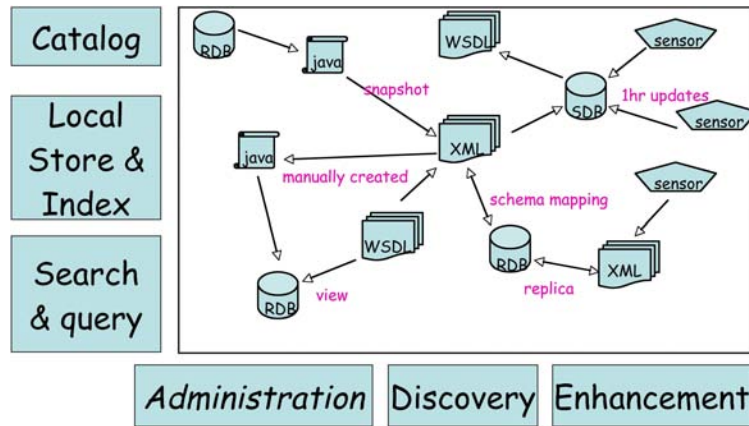 Catalog
Local
Store &
Index
Search
& query
RDB
java
snapshot
WSDL
sensor
SDB
1hr updates
sensor
java
manually created
XML
schema mapping
sensor
WSDL
RDB
view
RDB
replica
XML
Administration
Discovery
Enhancement